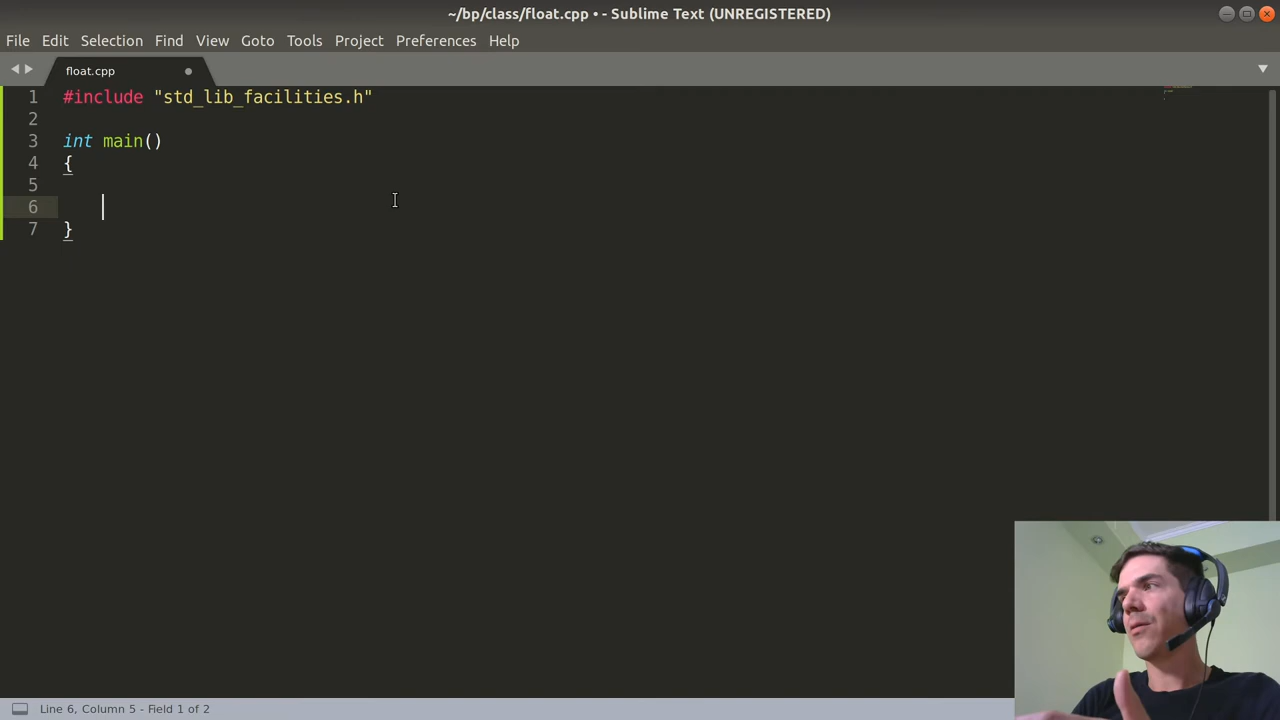 ~/bp/class/float.cpp • - Sublime Text (UNREGISTERED)
File Edit Selection Find View Goto Tools Project Preferences Help
float.cpp
1 #include "std_lib_facilities.h"
2
3 int main()
4 {
5
6
7 }
Line 6, Column 5 - Field 1 of 2